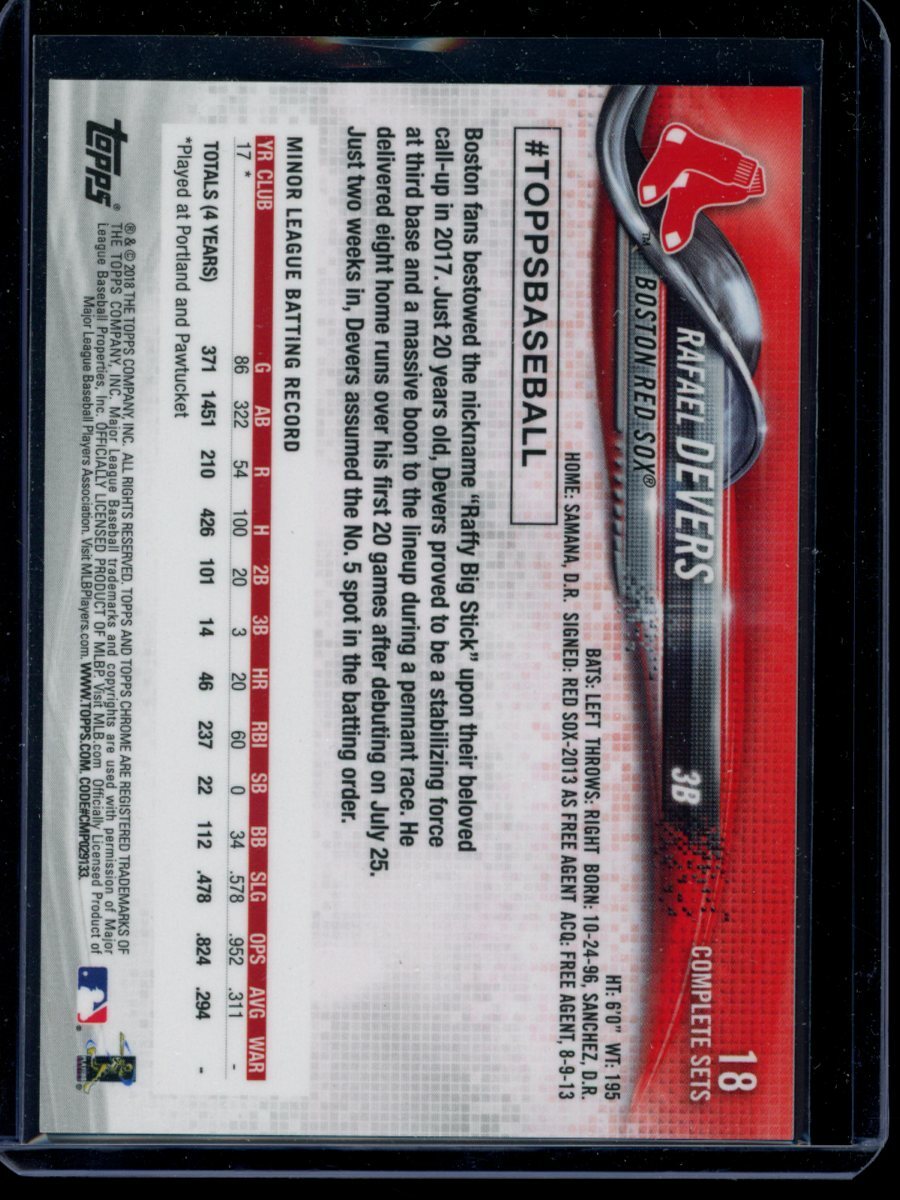 18
COMPLETE SETS
RAFAEL DEVERS 3B
™ BOSTON RED SOX®
HT: 6'0" WT: 195
BATS: LEFT THROWS: RIGHT BORN: 10-24-96, SANCHEZ, D.R.
HOME: SAMANA, D.R. SIGNED: RED SOX-2013 AS FREE AGENT ACQ: FREE AGENT, 8-9-13
#TOPPSBASEBALL
Boston fans bestowed the nickname “Raffy Big Stick” upon their beloved
call-up in 2017. Just 20 years old, Devers proved to be a stabilizing force
at third base and a massive boon to the lineup during a pennant race. He
delivered eight home runs over his first 20 games after debuting on July 25.
Just two weeks in, Devers assumed the No. 5 spot in the batting order.
MINOR LEAGUE BATTING RECORD
YR CLUB G AB R H 2B 3B HR RBI SB BB SLG OPS AVG WAR
17 * 86 322 54 100 20 3 20 60 0 34 .578 .952 .311 -
TOTALS (4 YEARS) 371 1451 210 426 101 14 46 237 22 112 .478 .824 .294 -
*Played at Portland and Pawtucket
topps®
® & © 2018 THE TOPPS COMPANY, INC. ALL RIGHTS RESERVED. TOPPS AND TOPPS CHROME ARE REGISTERED TRADEMARKS OF
THE TOPPS COMPANY, INC. Major League Baseball trademarks and copyrights are used with permission of Major
League Baseball Properties, Inc. OFFICIALLY LICENSED PRODUCT OF MLBP. Visit MLB.com Officially Licensed Product of
Major League Baseball Players Association. Visit MLBPlayers.com. WWW.TOPPS.COM. CODE#CMP029133